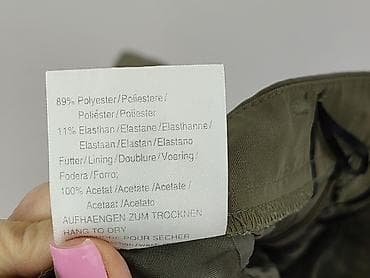 89% Polyester/Poliestere/
Poliéster/Poliester
11% Elasthan/Elastane/Elasthanne/
Elastaan/Elastan/Elastano
Futter/Lining/Doublure/Voering/
Fodera/Forro;
100% Acetat/Acetate/Acetate/
Acetaat/Acetato
AUFHAENGEN ZUM TROCKNEN
HANG TO DRY
POUR SECHER